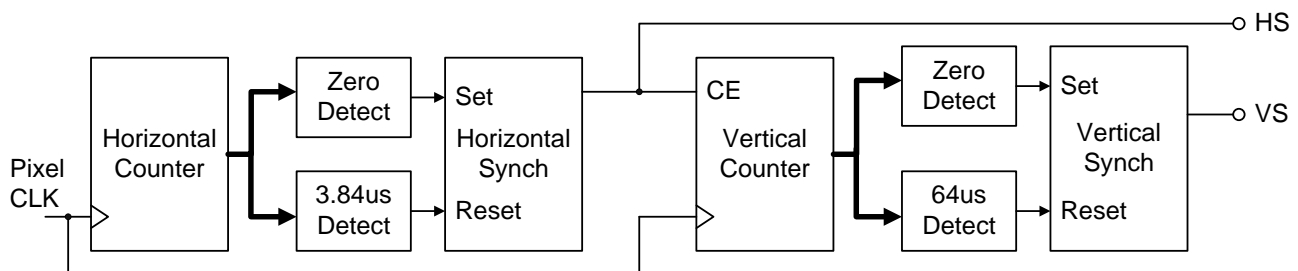 Pixel
CLK
Horizontal
Counter
Zero
Detect
3.84us
Detect
Set
Horizontal
Synch
Reset
CE
Vertical
Counter
Zero
Detect
64us
Detect
Set
Vertical
Synch
Reset
HS
VS